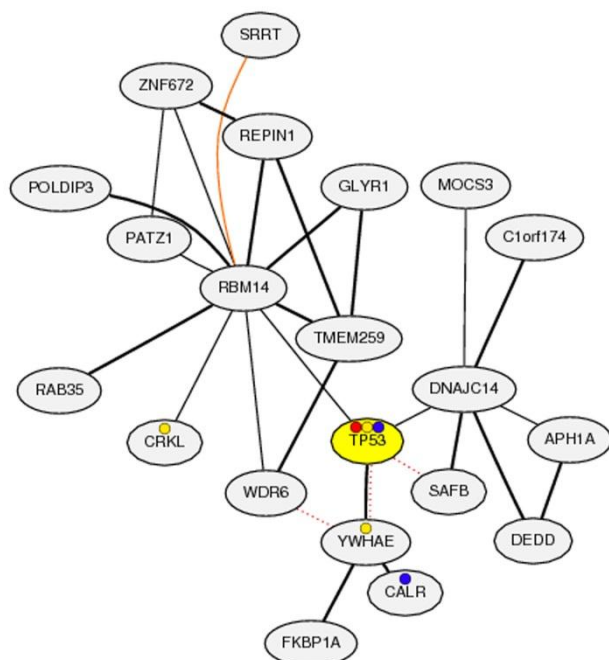 SRRT
ZNF672
REPIN1
POLDIP3
GLYR1
MOCS3
PATZ1
C1orf174
RBM14
TMEM259
RAB35
DNAJC14
CRKL
TP53
APH1A
WDR6
SAFB
YWHAE
DEDD
CALR
FKBP1A